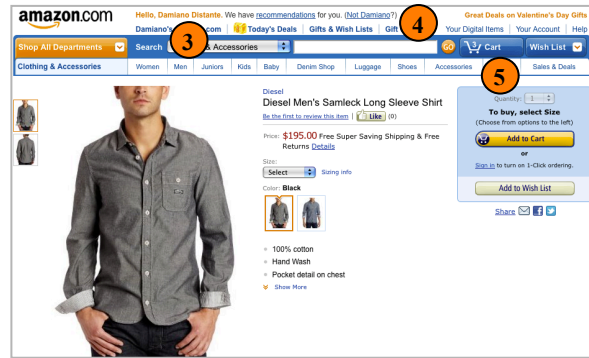 amazon.com
Hello, Damiano Distante. We have recommendations for you. (Not Damiano?)
Great Deals on Valentine's Day Gifts
Damiano's .com Today's Deals Gifts & Wish Lists Gift
Your Digital Items Your Account Help
4
Shop All Departments
Search & Accessories
GO
3 Cart
Wish List
3
Clothing & Accessories
Women Men Juniors Kids Baby Denim Shop Luggage Shoes Accessories Sales & Deals
5
Diesel
Diesel Men's Samleck Long Sleeve Shirt
Be the first to review this item | Like (0)
Price: $195.00 Free Super Saving Shipping & Free
Returns Details
Size:
Select Sizing info
Color: Black
100% cotton
Hand Wash
Pocket detail on chest
Show More
Quantity: 1
To buy, select Size
(Choose from options to the left)
Add to Cart
or
Sign in to turn on 1-Click ordering.
Add to Wish List
Share